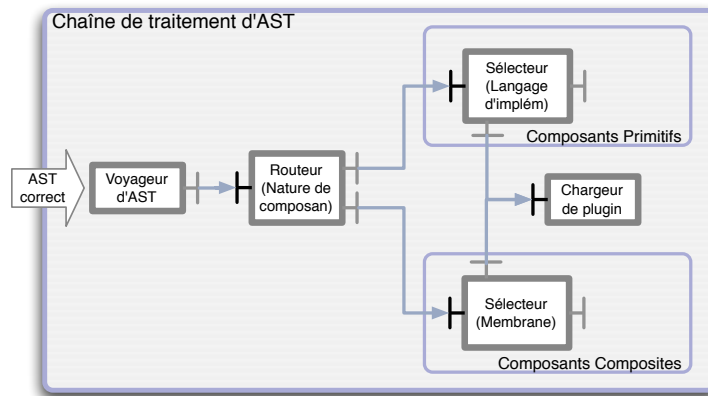 Chaîne de traitement d'AST
Sélecteur
(Langage
d'implém)
Composants Primitifs
AST
correct
Voyageur
d'AST
Routeur
(Nature de
composan)
Chargeur
de plugin
Sélecteur
(Membrane)
Composants Composites